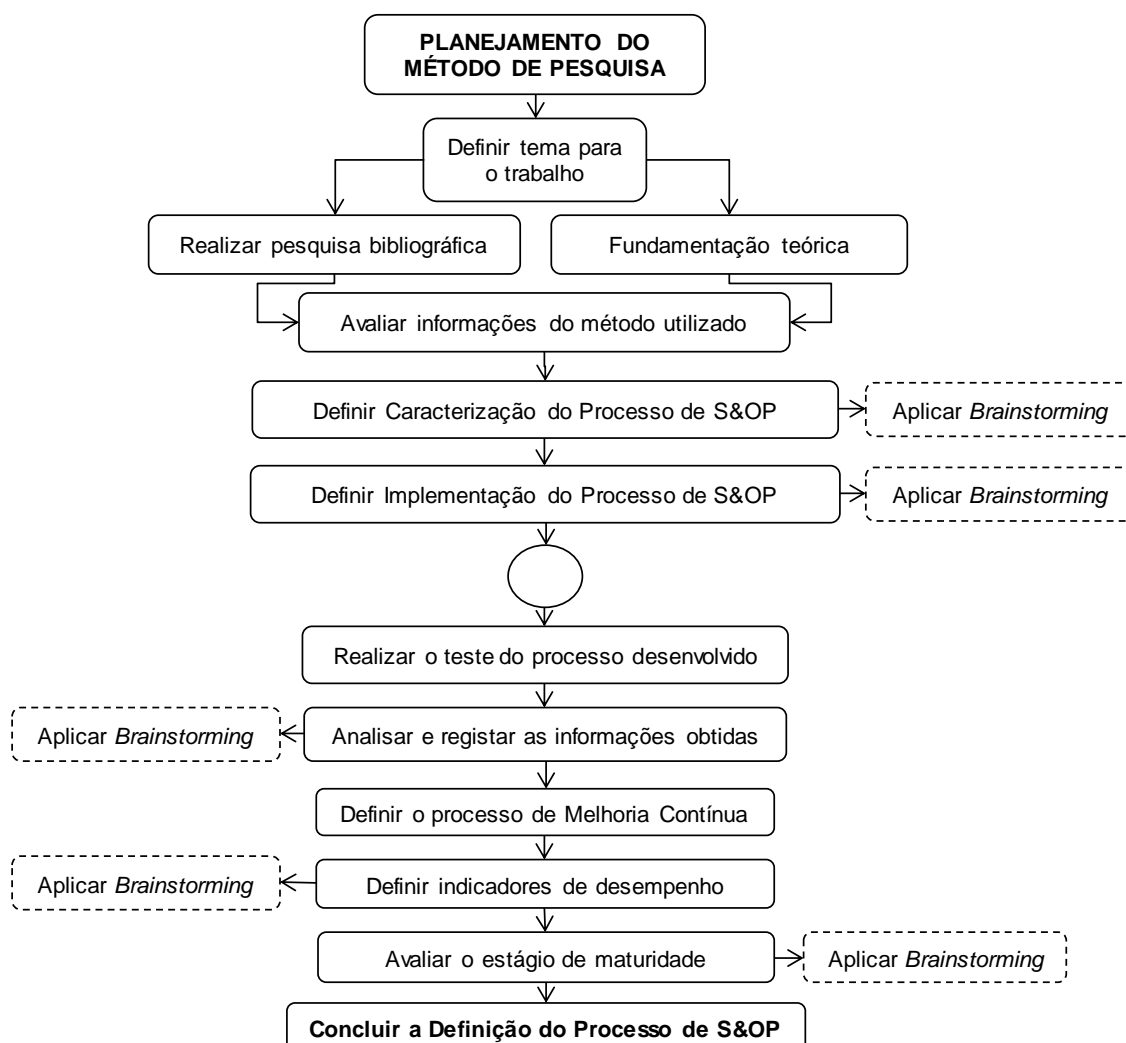 PLANEJAMENTO DO
MÉTODO DE PESQUISA
Definir tema para
o trabalho
Realizar pesquisa bibliográfica
Fundamentação teórica
Avaliar informações do método utilizado
Definir Caracterização do Processo de S&OP
Aplicar Brainstorming
Definir Implementação do Processo de S&OP
Aplicar Brainstorming
Realizar o teste do processo desenvolvido
Aplicar Brainstorming
Analisar e registar as informações obtidas
Definir o processo de Melhoria Contínua
Aplicar Brainstorming
Definir indicadores de desempenho
Avaliar o estágio de maturidade
Aplicar Brainstorming
Concluir a Definição do Processo de S&OP